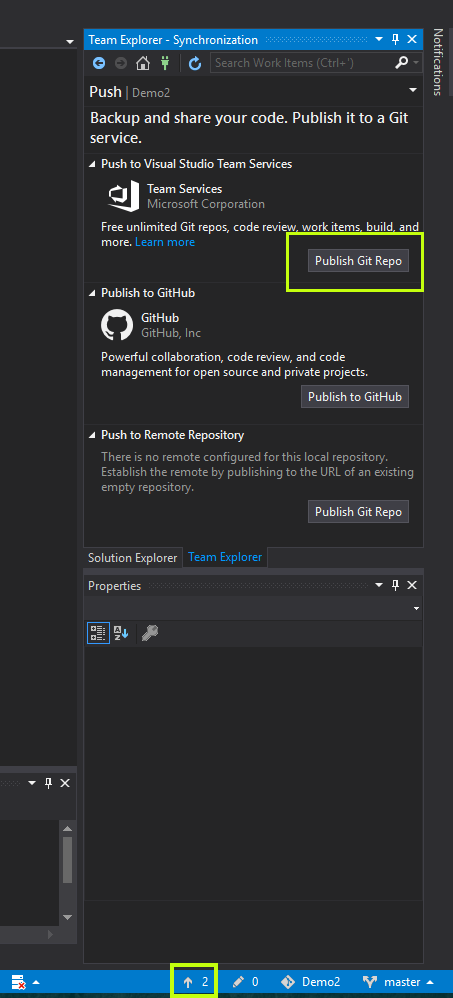 Team Explorer - Synchronization
Notifications
Search Work Items (Ctrl+')
Push | Demo2
Backup and share your code. Publish it to a Git
service.
Push to Visual Studio Team Services
Team Services
Microsoft Corporation
Free unlimited Git repos, code review, work items, build, and
more. Learn more
Publish Git Repo
Publish to GitHub
GitHub
GitHub, Inc
Powerful collaboration, code review, and code
management for open source and private projects.
Publish to GitHub
Push to Remote Repository
There is no remote configured for this local repository.
Establish the remote by publishing to the URL of an existing
empty repository.
Publish Git Repo
Solution Explorer Team Explorer
Properties
2 0 Demo2 master